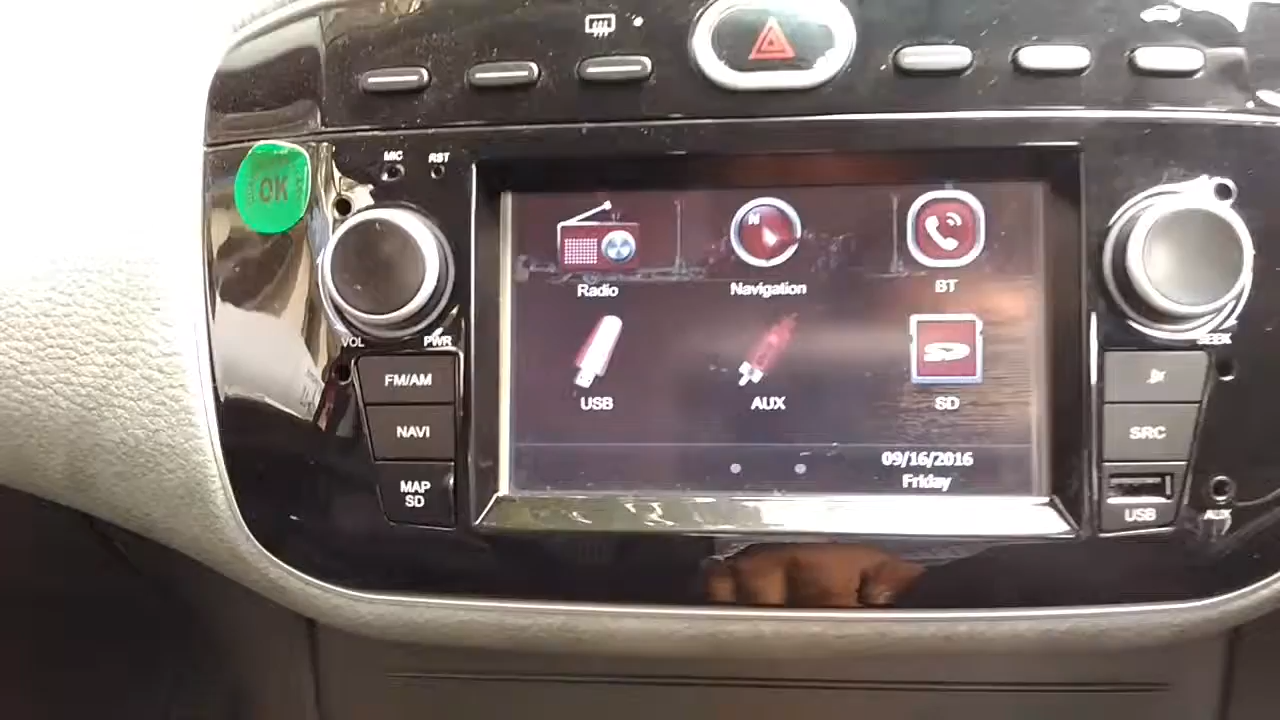 MIC
RST
OK
N
Radio
Navigation
BT
VOL
PWR
SEEK
FM/AM
NAVI
MAP
SD
USB
AUX
SD
SRC
USB
AUX
09/16/2016
Friday